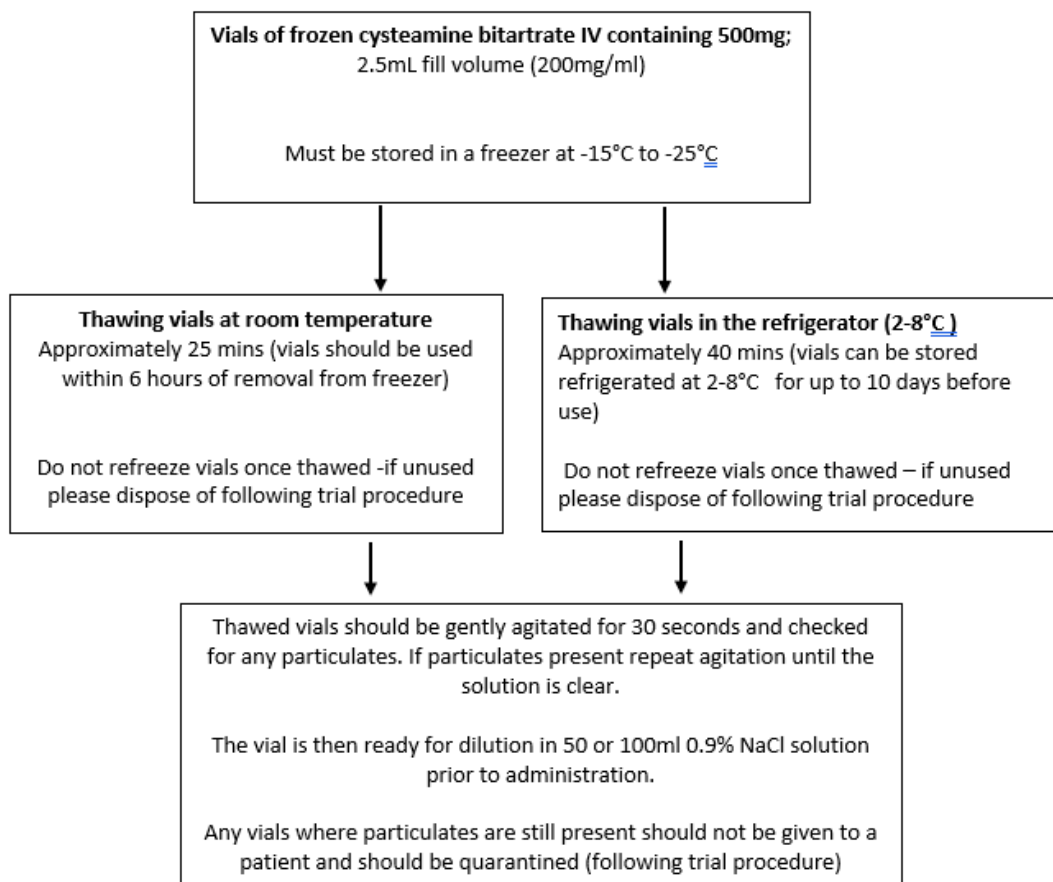 Vials of frozen cysteamine bitartrate IV containing 500mg;
2.5mL fill volume (200mg/ml)
Must be stored in a freezer at -15°C to -25°C
Thawing vials at room temperature
Approximately 25 mins (vials should be used
within 6 hours of removal from freezer)
Do not refreeze vials once thawed -if unused
please dispose of following trial procedure
Thawing vials in the refrigerator (2-8°C )
Approximately 40 mins (vials can be stored
refrigerated at 2-8°C  for up to 10 days before
use)
Do not refreeze vials once thawed – if unused
please dispose of following trial procedure
Thawed vials should be gently agitated for 30 seconds and checked
for any particulates. If particulates present repeat agitation until the
solution is clear.
The vial is then ready for dilution in 50 or 100ml 0.9% NaCl solution
prior to administration.
Any vials where particulates are still present should not be given to a
patient and should be quarantined (following trial procedure)